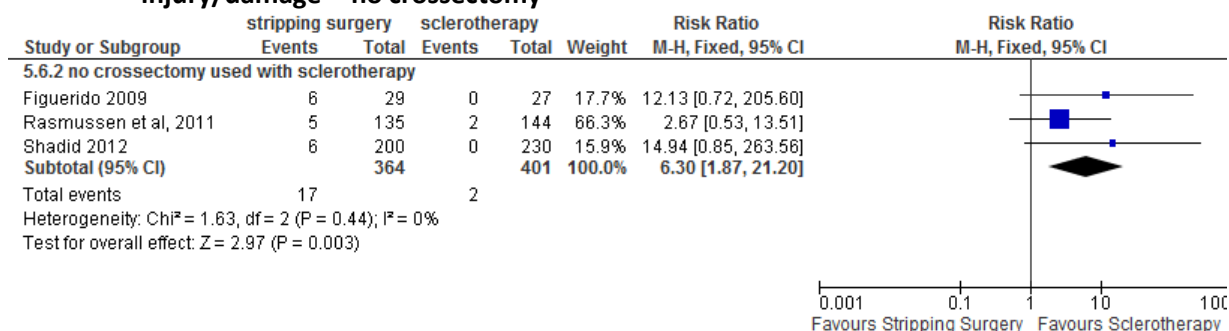 injury/damage – no crossectomy
stripping surgery sclerotherapy Risk Ratio Risk Ratio
Study or Subgroup Events Total Events Total Weight M-H, Fixed, 95% CI M-H, Fixed, 95% CI
5.6.2 no crossectomy used with sclerotherapy
Figuerido 2009 6 29 0 27 17.7% 12.13 [0.72, 205.60]
Rasmussen et al, 2011 5 135 2 144 66.3% 2.67 [0.53, 13.51]
Shadid 2012 6 200 0 230 15.9% 14.94 [0.85, 263.56]
Subtotal (95% CI) 364 401 100.0% 6.30 [1.87, 21.20]
Total events 17 2
Heterogeneity: Chi² = 1.63, df = 2 (P = 0.44); I² = 0%
Test for overall effect: Z = 2.97 (P = 0.003)
0.001 0.1 1 10 100
Favours Stripping Surgery Favours Sclerotherapy